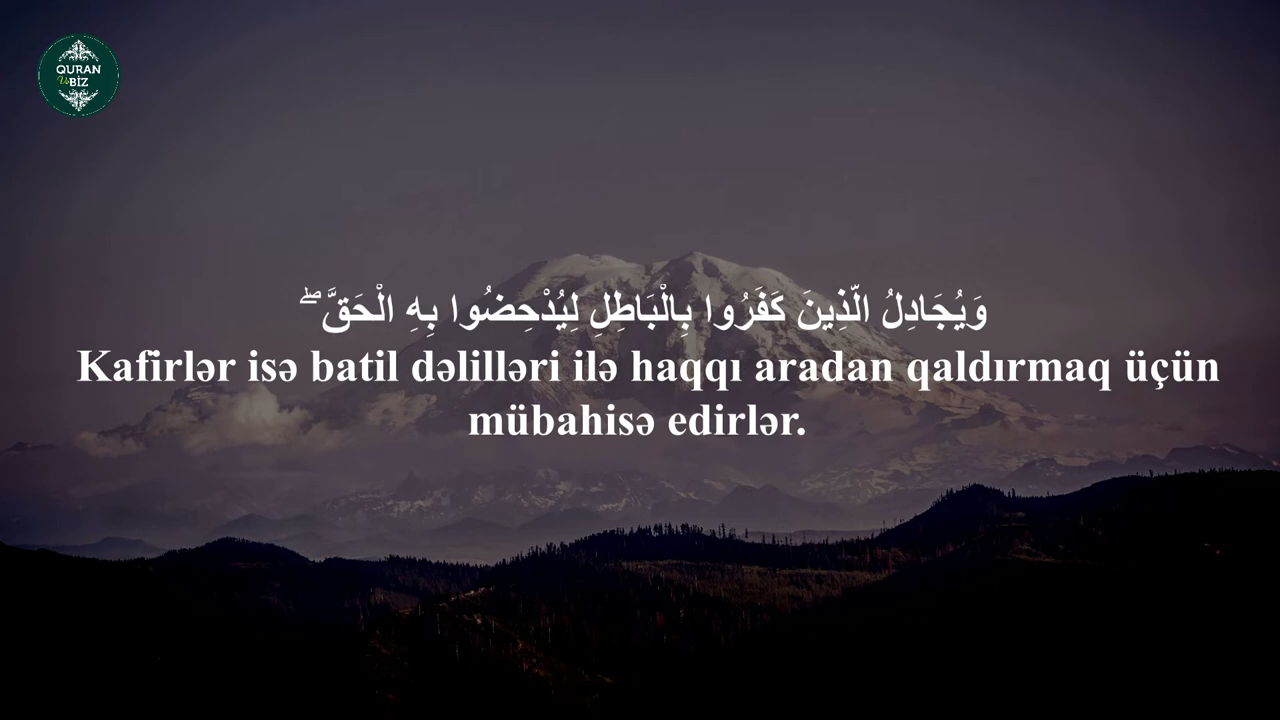 QURAN
Və BİZ
وَيُجَادِلُ الَّذِينَ كَفَرُوا بِالْبَاطِلِ لِيُدْحِضُوا بِهِ الْحَقَّ ۖ
Kafirlər isə batil dəlilləri ilə haqqı aradan qaldırmaq üçün
mübahisə edirlər.